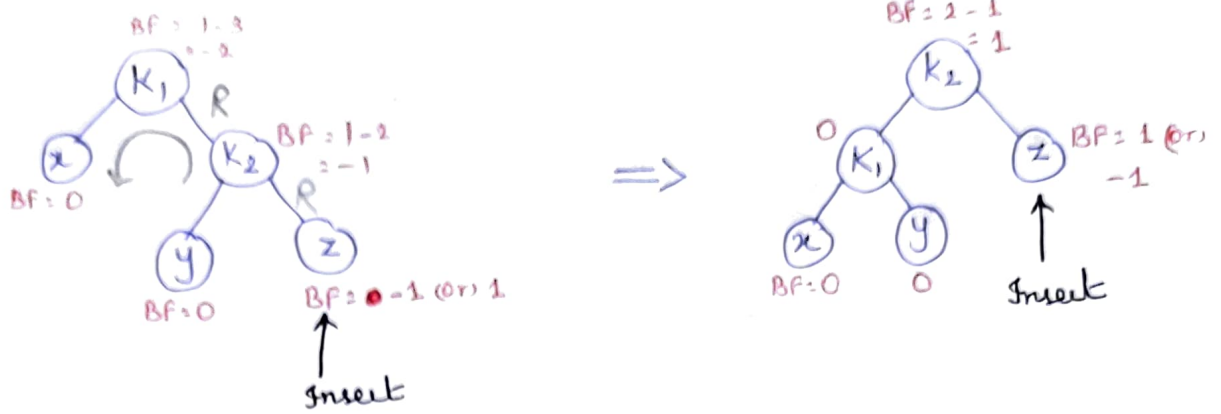 BF = 1-3
= -2
K₁
R
x
BF = 0
K₂
BF = 1-2
= -1
R
y
BF = 0
z
BF = -1 (or) 1
Insert
⇒
BF = 2 - 1
= 1
K₂
0
K₁
z
BF = 1 (or)
-1
x
BF = 0
y
0
Insert